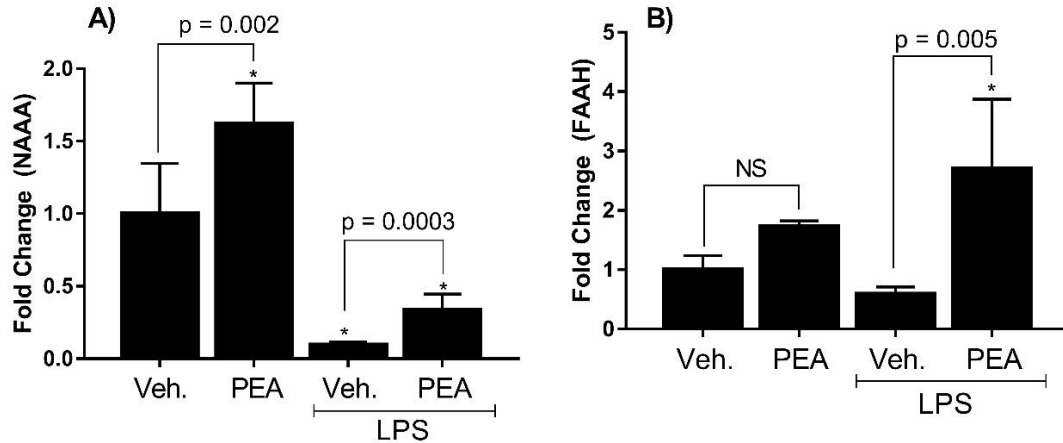 A)
p = 0.002
Fold Change (NAAA)
2.0
1.5
1.0
0.5
0.0
*
p = 0.0003
*
*
Veh.
PEA
Veh.
PEA
LPS
B)
p = 0.005
Fold Change (FAAH)
5
4
3
2
1
0
NS
*
Veh.
PEA
Veh.
PEA
LPS